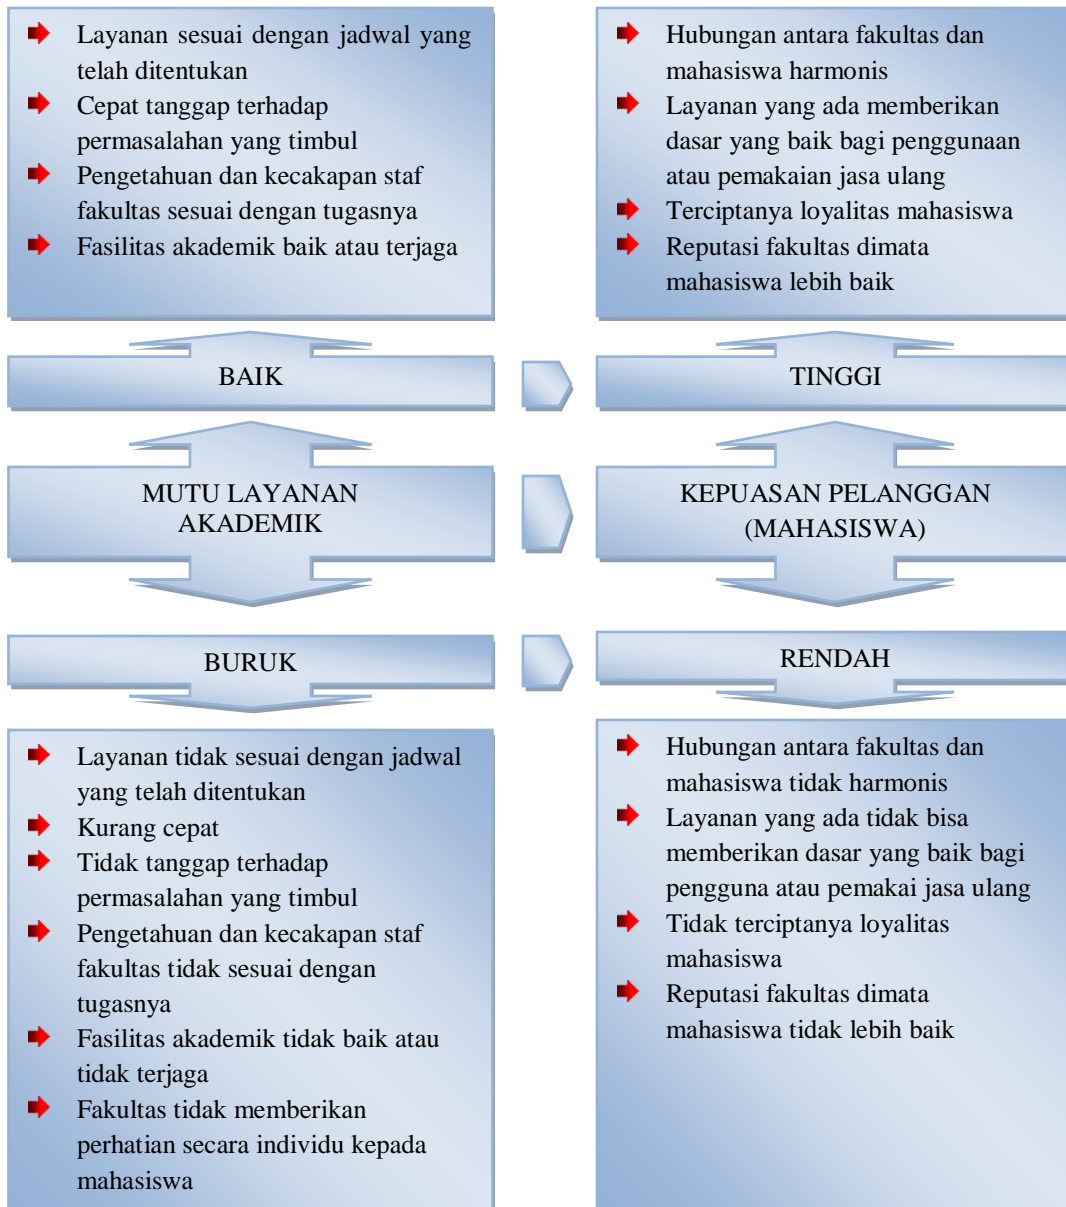 Layanan sesuai dengan jadwal yang
telah ditentukan
Cepat tanggap terhadap
permasalahan yang timbul
Pengetahuan dan kecakapan staf
fakultas sesuai dengan tugasnya
Fasilitas akademik baik atau terjaga
Hubungan antara fakultas dan
mahasiswa harmonis
Layanan yang ada memberikan
dasar yang baik bagi penggunaan
atau pemakaian jasa ulang
Terciptanya loyalitas mahasiswa
Reputasi fakultas dimata
mahasiswa lebih baik
BAIK
TINGGI
MUTU LAYANAN
AKADEMIK
KEPUASAN PELANGGAN
(MAHASISWA)
BURUK
RENDAH
Layanan tidak sesuai dengan jadwal
yang telah ditentukan
Kurang cepat
Tidak tanggap terhadap
permasalahan yang timbul
Pengetahuan dan kecakapan staf
fakultas tidak sesuai dengan
tugasnya
Fasilitas akademik tidak baik atau
tidak terjaga
Fakultas tidak memberikan
perhatian secara individu kepada
mahasiswa
Hubungan antara fakultas dan
mahasiswa tidak harmonis
Layanan yang ada tidak bisa
memberikan dasar yang baik bagi
pengguna atau pemakai jasa ulang
Tidak terciptanya loyalitas
mahasiswa
Reputasi fakultas dimata
mahasiswa tidak lebih baik